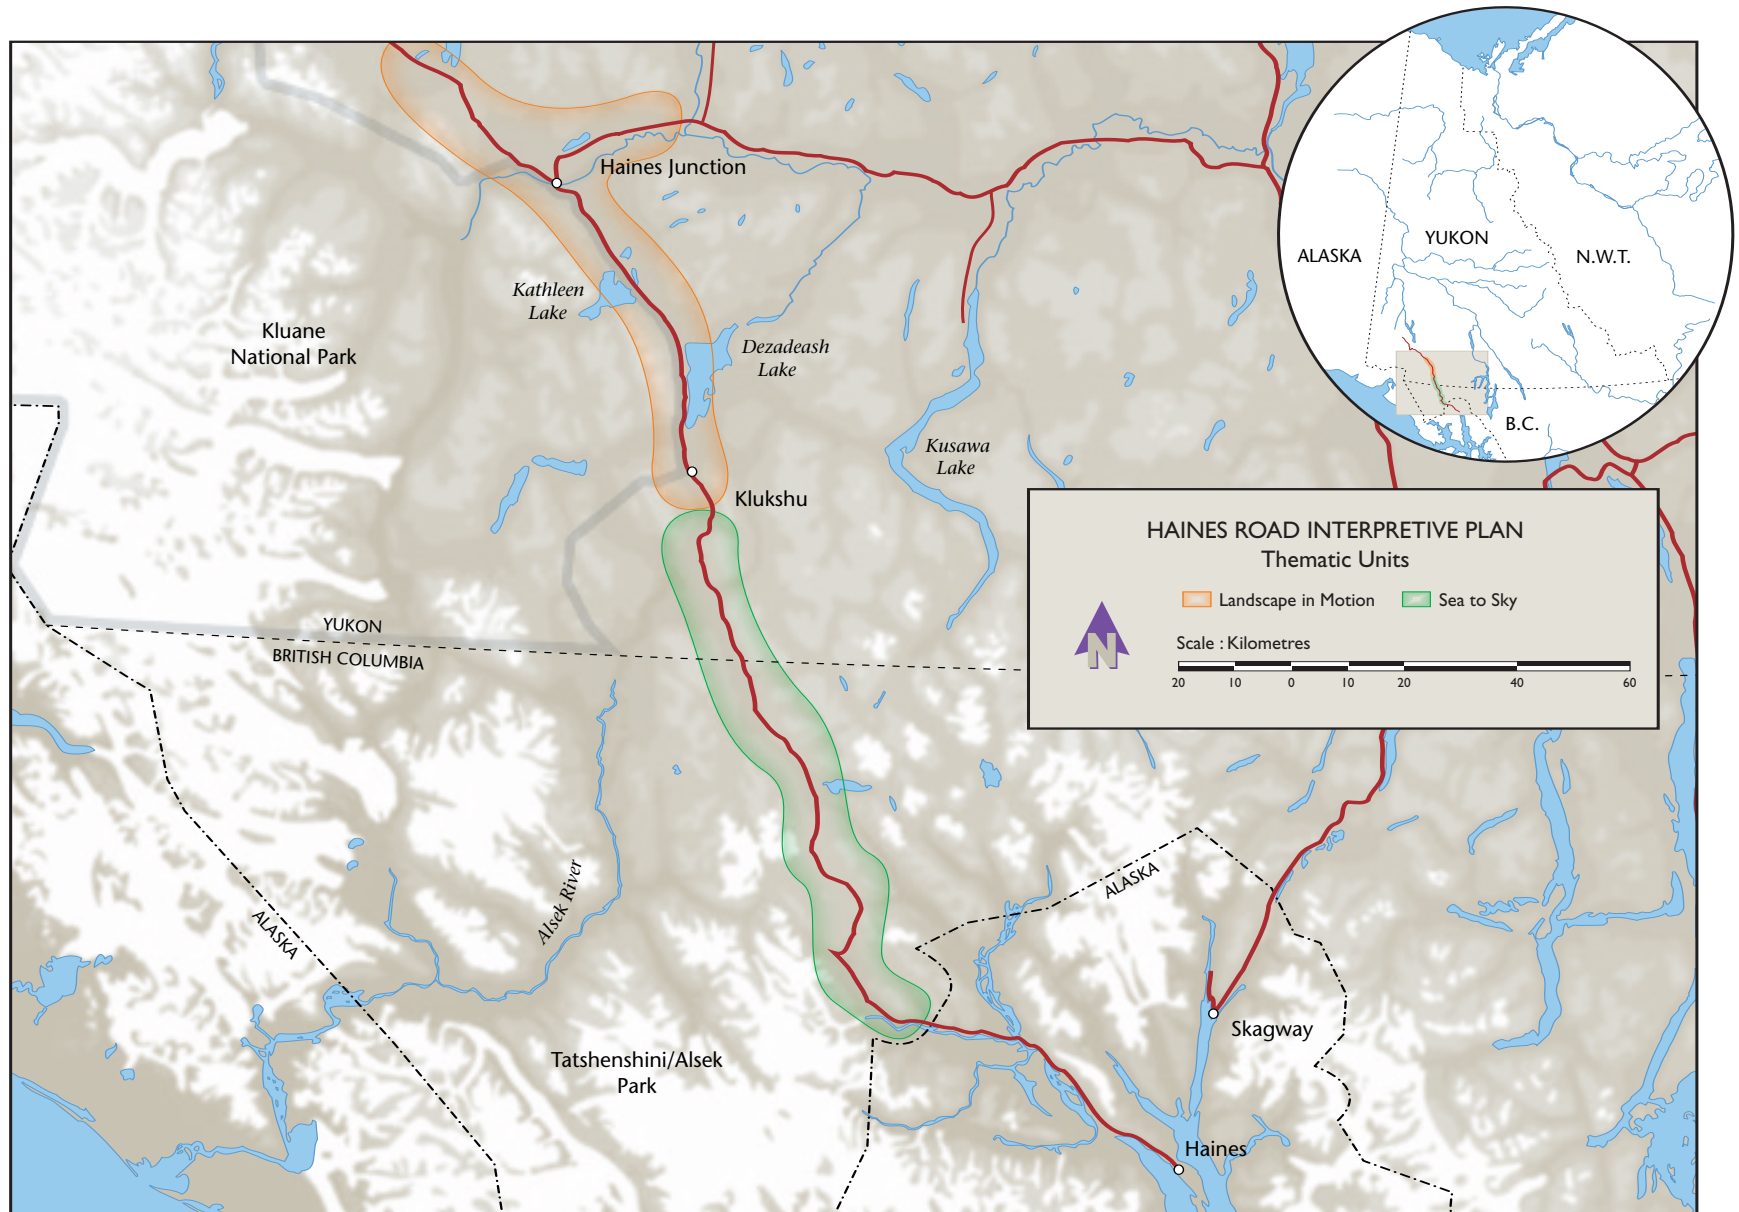 Haines Junction
Kathleen
Lake
Kluane
National Park
Dezadeash
Lake
Kusawa
Lake
Klukshu
YUKON
BRITISH COLUMBIA
Alsek River
ALASKA
ALASKA
Tatshenshini/Alsek
Park
Skagway
Haines
ALASKA
YUKON
N.W.T.
B.C.
HAINES ROAD INTERPRETIVE PLAN
Thematic Units
Landscape in Motion
Sea to Sky
N
Scale : Kilometres
20 10 0 10 20 40 60